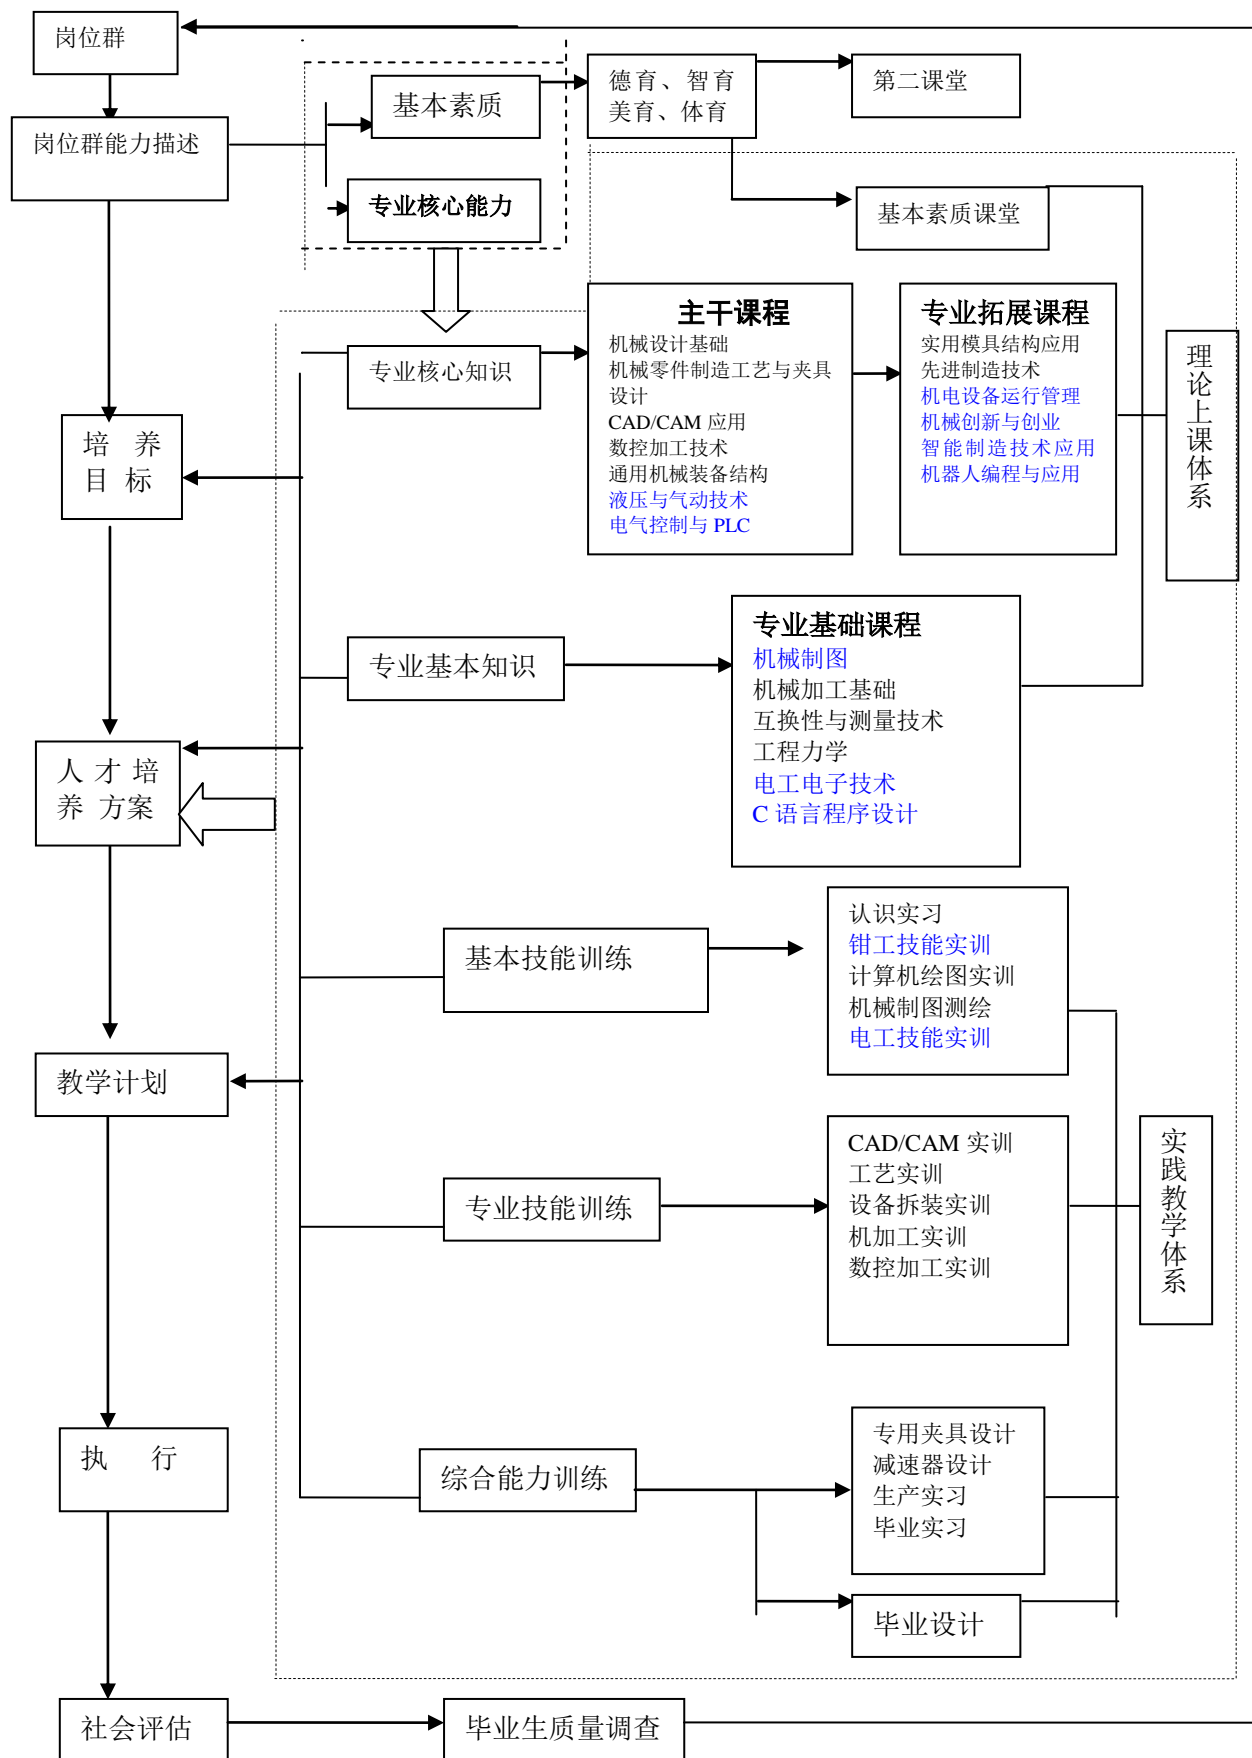 岗位群
岗位群能力描述
基本素质
专业核心能力
德育、智育
美育、体育
第二课堂
基本素质课堂
专业核心知识
主干课程
机械设计基础
机械零件制造工艺与夹具
设计
CAD/CAM 应用
数控加工技术
通用机械装备结构
液压与气动技术
电气控制与 PLC
专业拓展课程
实用模具结构应用
先进制造技术
机电设备运行管理
机械创新与创业
智能制造技术应用
机器人编程与应用
理论上课体系
培 养
目 标
专业基本知识
专业基础课程
机械制图
机械加工基础
互换性与测量技术
工程力学
电工电子技术
C 语言程序设计
人 才 培
养 方案
基本技能训练
认识实习
钳工技能实训
计算机绘图实训
机械制图测绘
电工技能实训
教学计划
专业技能训练
CAD/CAM 实训
工艺实训
设备拆装实训
机加工实训
数控加工实训
实践教学体系
执 行
综合能力训练
专用夹具设计
减速器设计
生产实习
毕业实习
毕业设计
社会评估
毕业生质量调查